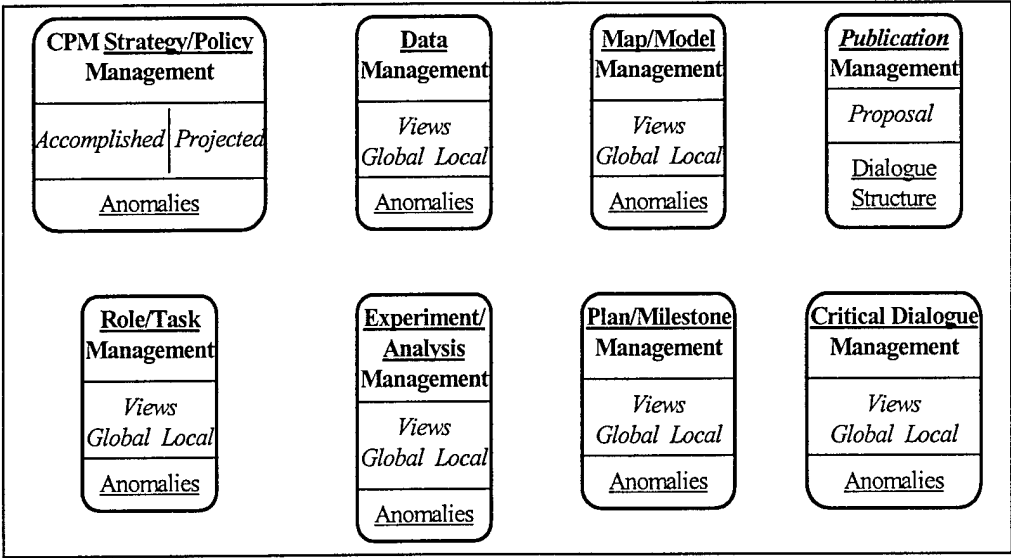 CPM Strategy/Policy
Management
Accomplished Projected
Anomalies
Data
Management
Views
Global Local
Anomalies
Map/Model
Management
Views
Global Local
Anomalies
Publication
Management
Proposal
Dialogue
Structure
Role/Task
Management
Views
Global Local
Anomalies
Experiment/
Analysis
Management
Views
Global Local
Anomalies
Plan/Milestone
Management
Views
Global Local
Anomalies
Critical Dialogue
Management
Views
Global Local
Anomalies